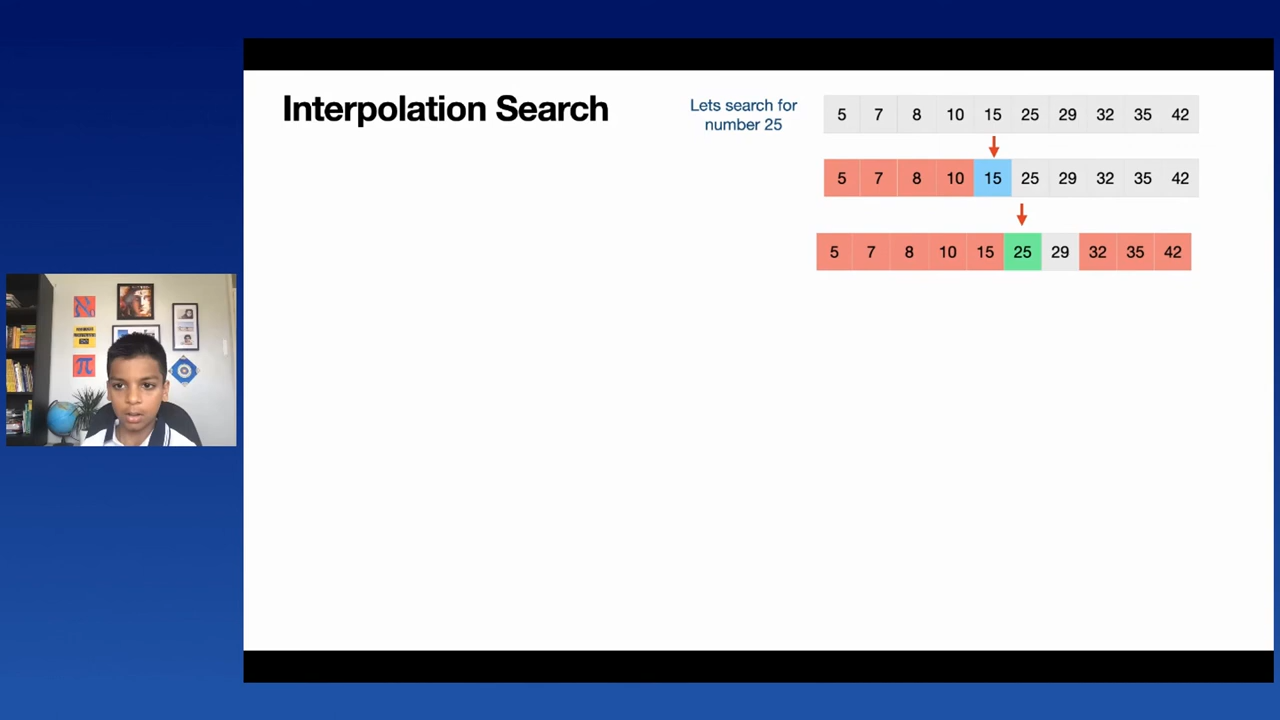 Interpolation Search
Lets search for
number 25
5 7 8 10 15 25 29 32 35 42
5 7 8 10 15 25 29 32 35 42
5 7 8 10 15 25 29 32 35 42
π